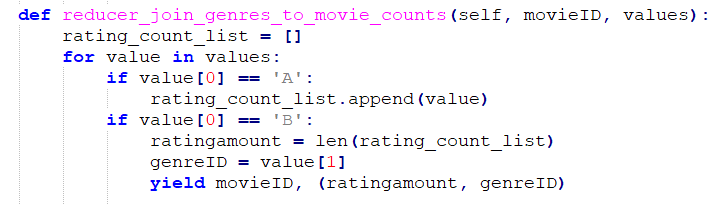 def reducer_join_genres_to_movie_counts(self, movieID, values):
    rating_count_list = []
    for value in values:
        if value[0] == 'A':
            rating_count_list.append(value)
        if value[0] == 'B':
            ratingamount = len(rating_count_list)
            genreID = value[1]
            yield movieID, (ratingamount, genreID)